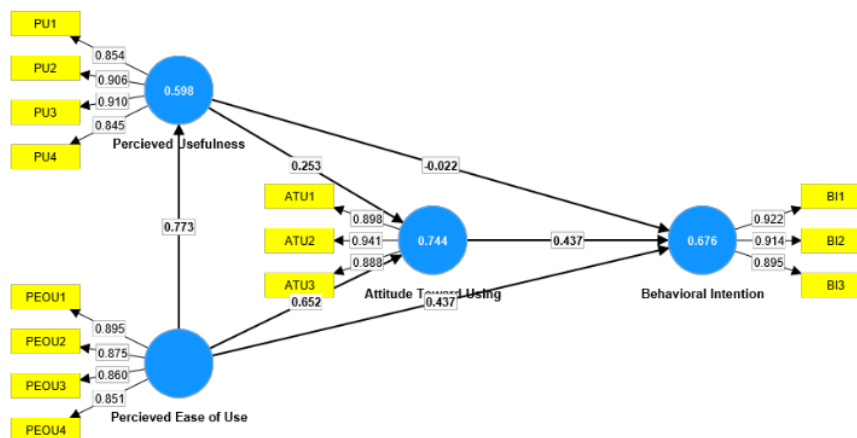 PU1
0.854
PU2
0.906
0.598
PU3
0.910
PU4
0.845
Percieved Usefulness
0.253
-0.022
0.773
ATU1
0.898
ATU2
0.941
0.744
ATU3
0.888
Attitude Toward Using
0.437
0.676
Behavioral Intention
BI1
0.922
BI2
0.914
BI3
0.895
0.652
0.437
PEOU1
0.895
PEOU2
0.875
PEOU3
0.860
PEOU4
0.851
Percieved Ease of Use